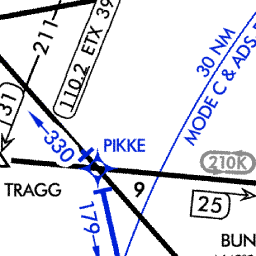 211
110.2 ETX 39
30 NM
MODE C & ADS
31
330
PIKKE
210K
TRAGG
9
25
179
BUN